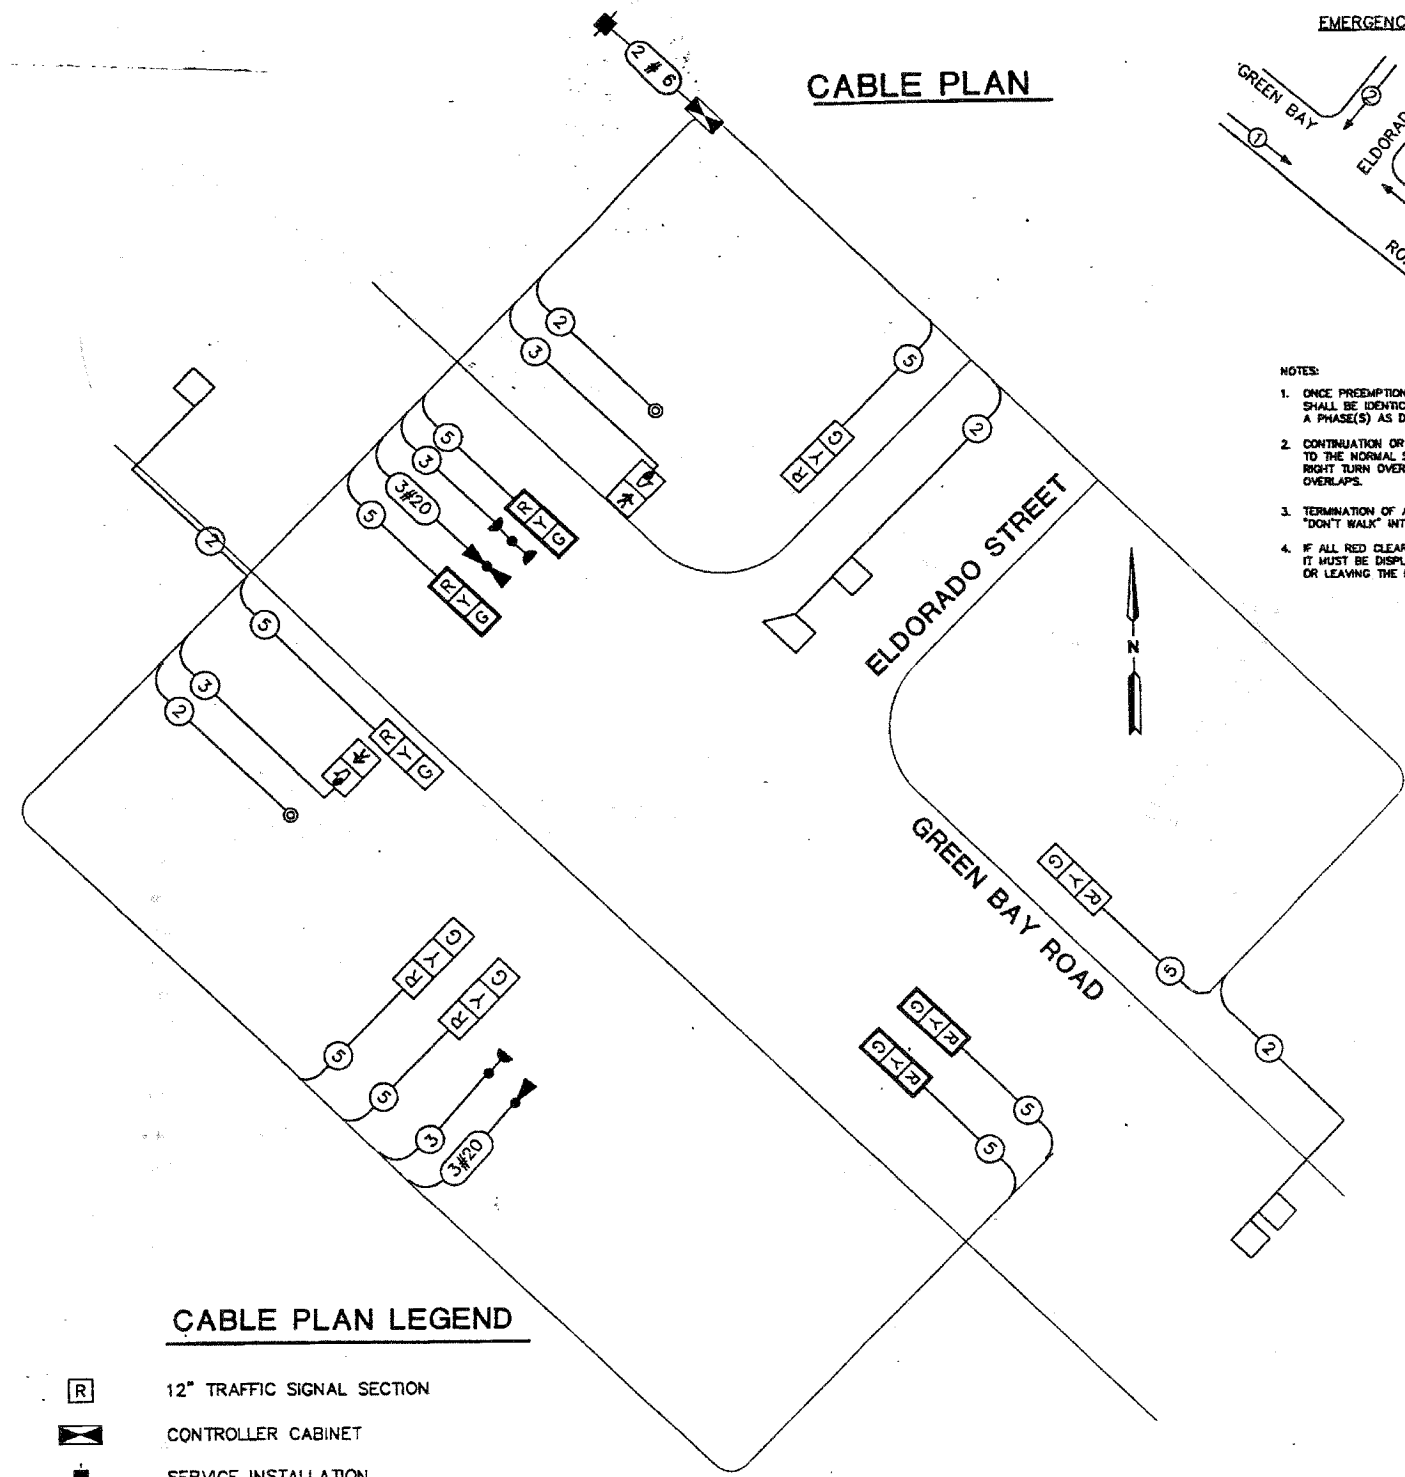 EMERGENC
CABLE PLAN
2 # 6
GREEN BAY
1
2
ELDORAD
RO
NOTES:
1. ONCE PREEMPTION
SHALL BE IDENTIC
A PHASE(S) AS D
2. CONTINUATION OR
TO THE NORMAL S
RIGHT TURN OVER
OVERLAPS.
3. TERMINATION OF A
"DON'T WALK" INT
4. IF ALL RED CLEAR
IT MUST BE DISPL
OR LEAVING THE
2
3
5
5
3
3#20
5
2
R Y G
R Y G
R Y G
2
5
3
2
R Y G
ELDORADO STREET
N
GREEN BAY ROAD
R Y G
5
2
R Y G
R Y G
5
5
R Y G
R Y G
5
5
3
3#20
CABLE PLAN LEGEND
R 12" TRAFFIC SIGNAL SECTION
CONTROLLER CABINET
SERVICE INSTALLATION